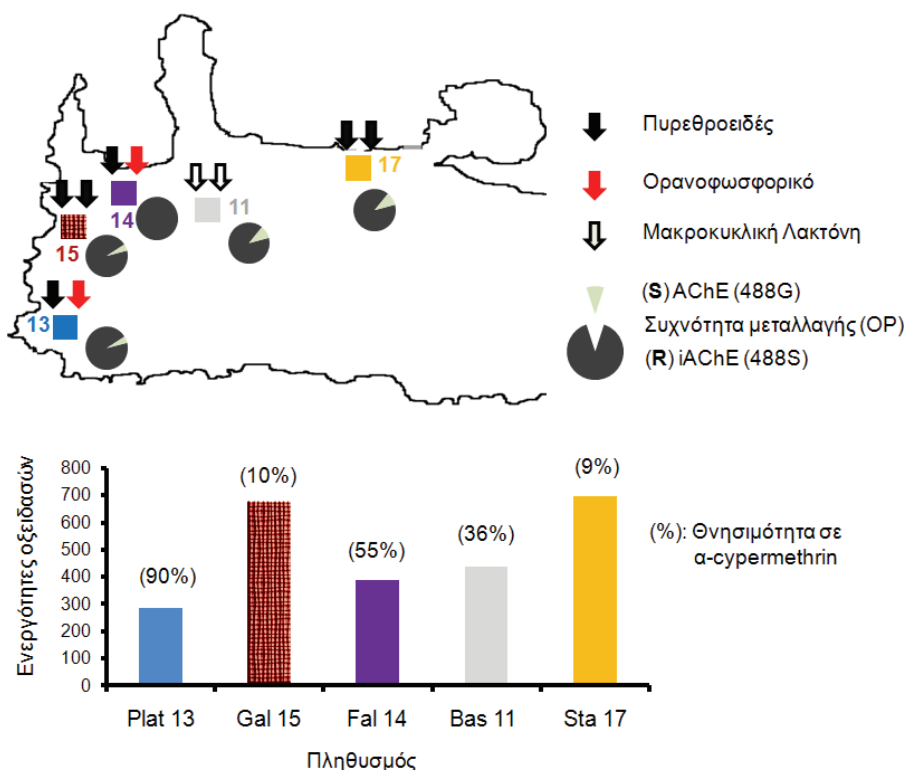 17
14
11
15
13
Πυρεθροειδές
Ορανοφωσφορικό
Μακροκυκλική Λακτόνη
(S) AChE (488G)
Συχνότητα μεταλλαγής (OP)
(R) iAChE (488S)
Ενεργότητες οξειδασών
800
700
600
500
400
300
200
100
0
(90%)
(10%)
(55%)
(36%)
(9%)
(%): Θνησιμότητα σε
α-cypermethrin
Plat 13 Gal 15 Fal 14 Bas 11 Sta 17
Πληθυσμός